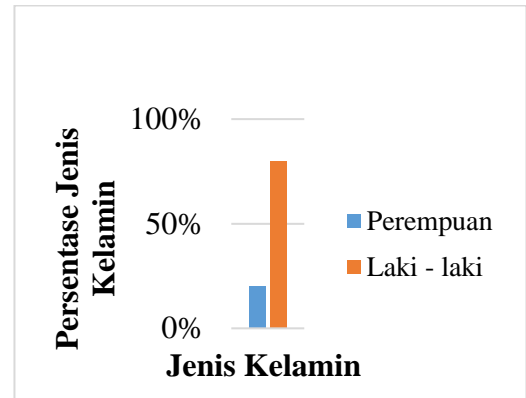 Persentase Jenis
Kelamin
100%
50%
0%
Perempuan
Laki - laki
Jenis Kelamin